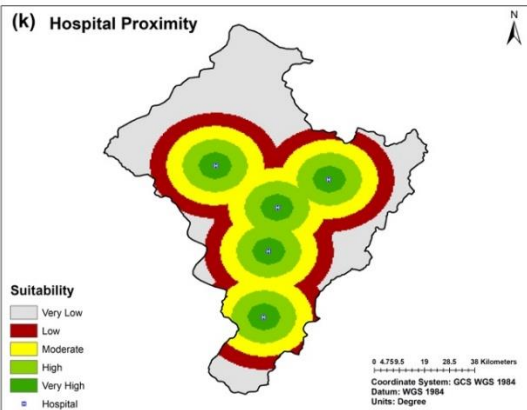 (k) Hospital Proximity
N
H
H
H
H
H
Suitability
Very Low
Low
Moderate
High
Very High
H Hospital
0 4.759.5 19 28.5 38 Kilometers
Coordinate System: GCS WGS 1984
Datum: WGS 1984
Units: Degree